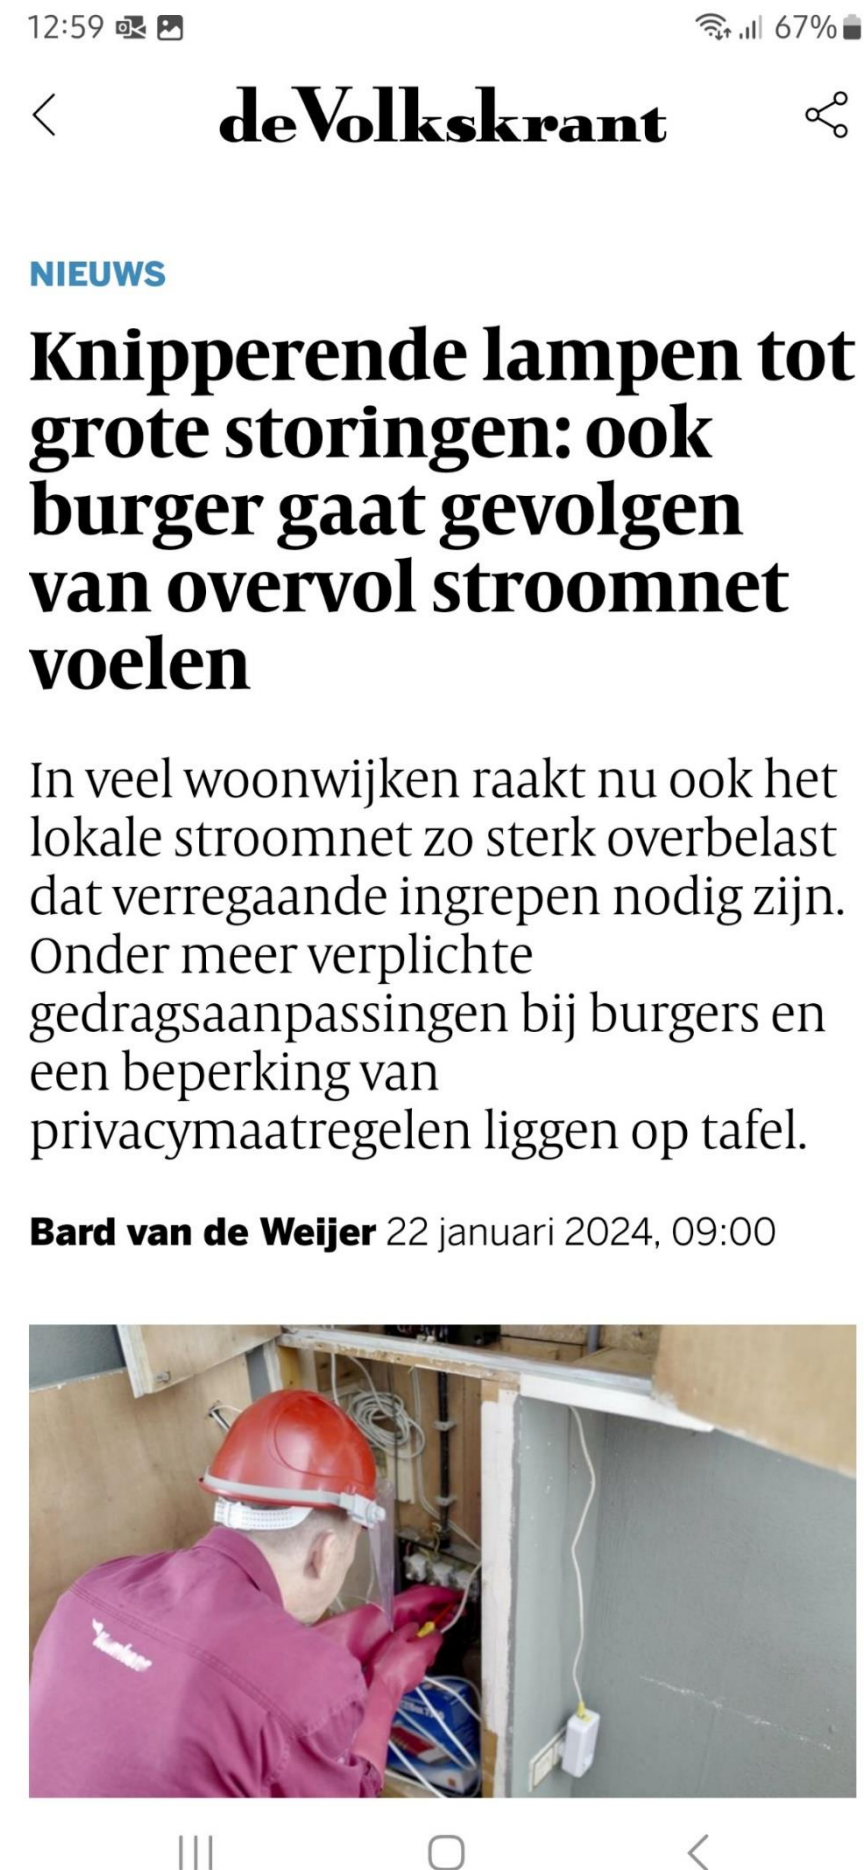 12:59 67%
deVolkskrant
NIEUWS
Knipperende lampen tot
grote storingen: ook
burger gaat gevolgen
van overvol stroomnet
voelen
In veel woonwijken raakt nu ook het
lokale stroomnet zo sterk overbelast
dat verregaande ingrepen nodig zijn.
Onder meer verplichte
gedragsaanpassingen bij burgers en
een beperking van
privacymaatregelen liggen op tafel.
Bard van de Weijer 22 januari 2024, 09:00